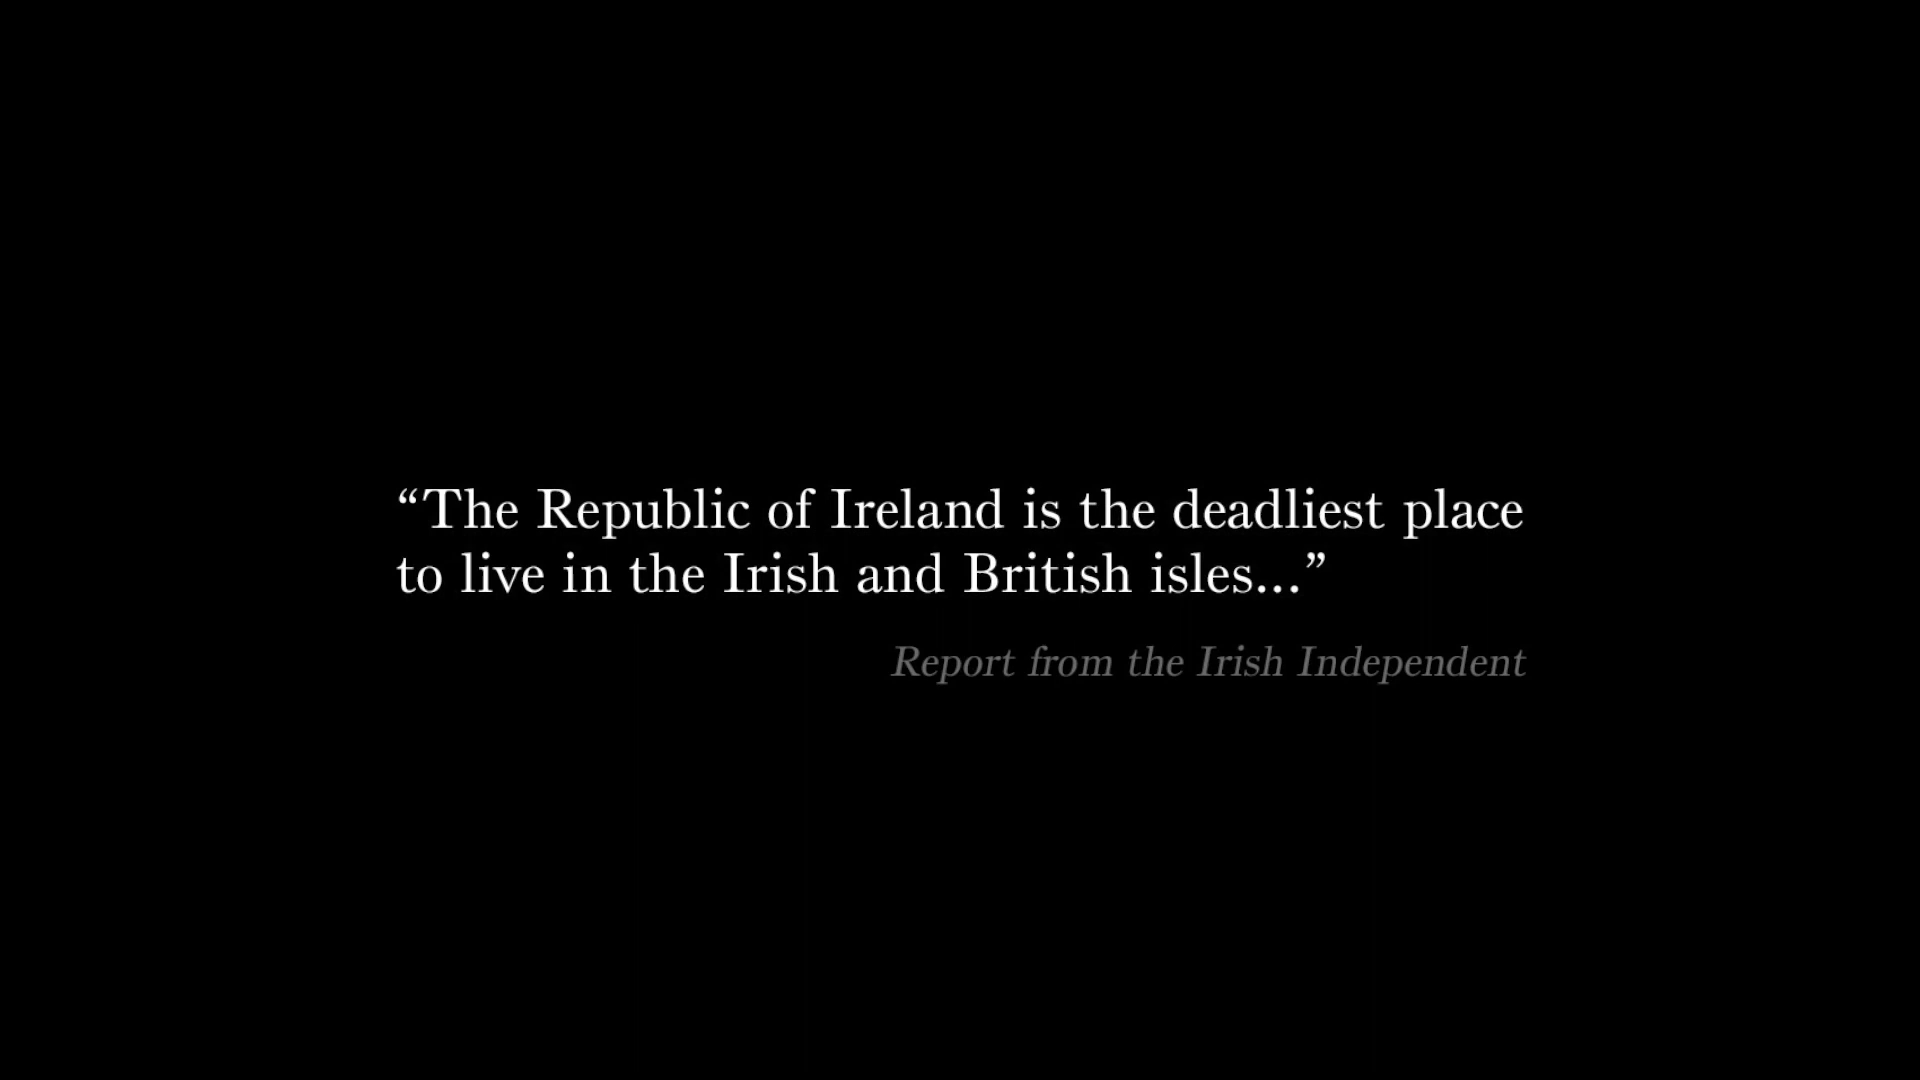 “The Republic of Ireland is the deadliest place
to live in the Irish and British isles...”
Report from the Irish Independent